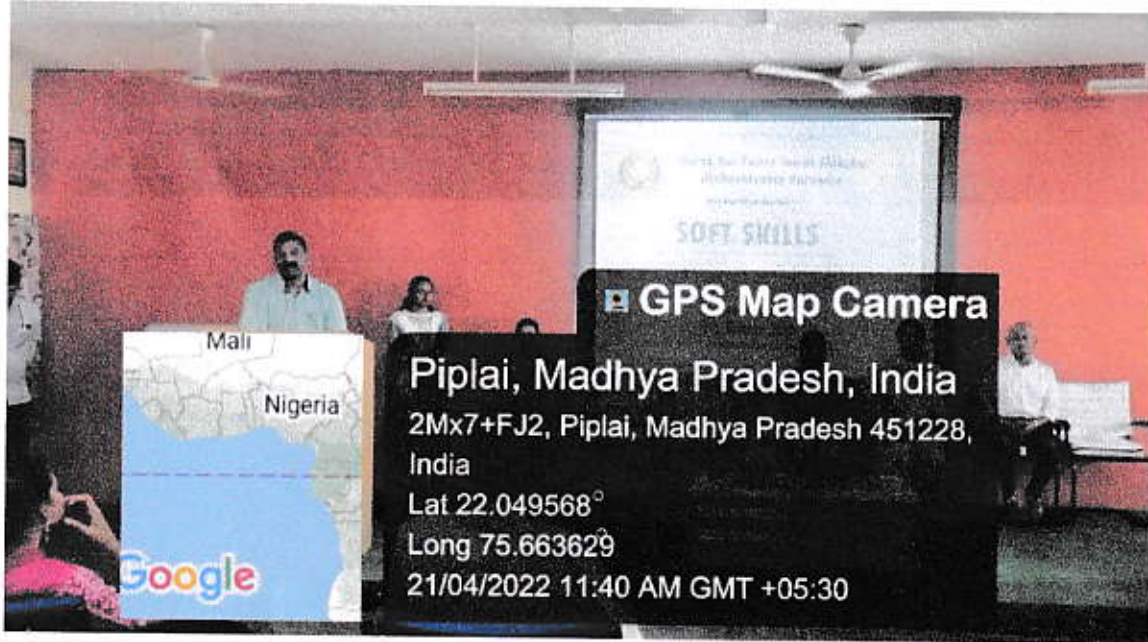 SOFT SKILLS
GPS Map Camera
Mali
Nigeria
Google
Piplai, Madhya Pradesh, India
2Mx7+FJ2, Piplai, Madhya Pradesh 451228,
India
Lat 22.049568°
Long 75.663629°
21/04/2022 11:40 AM GMT +05:30